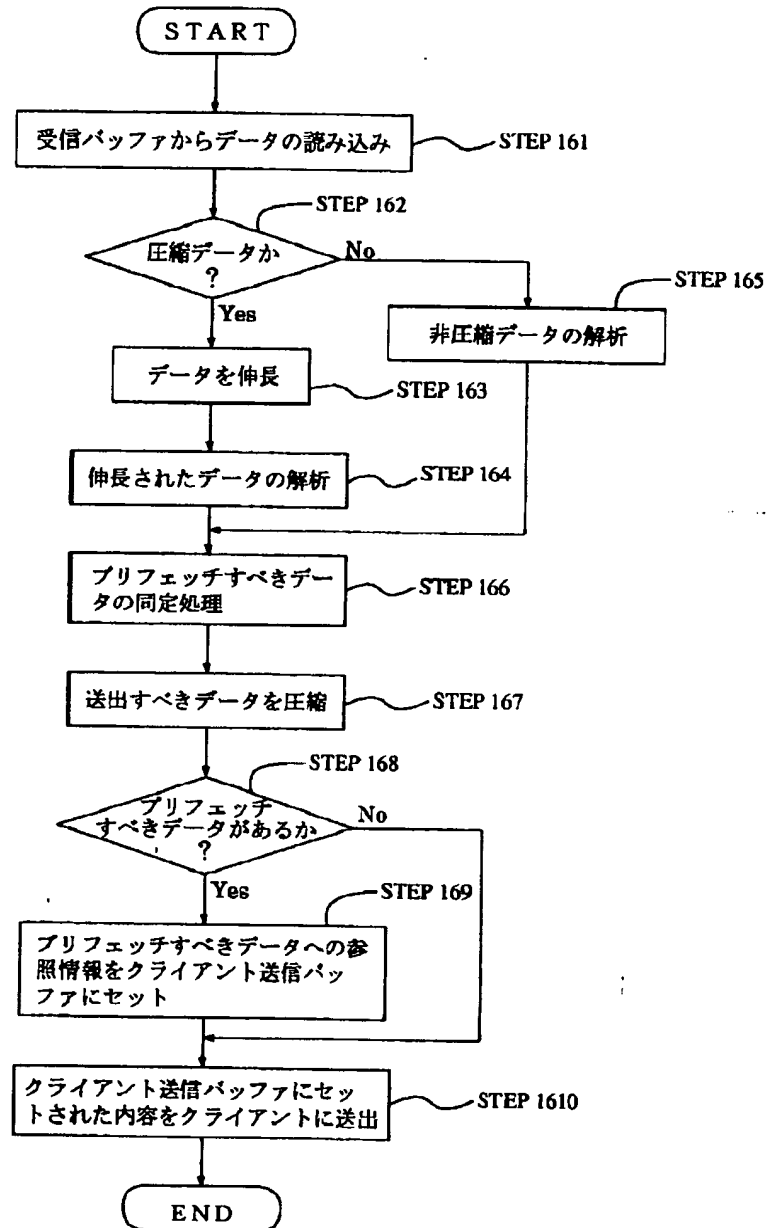 START
受信バッファからデータの読み込み
STEP 161
STEP 162
圧縮データか
?
No
Yes
STEP 165
非圧縮データの解析
データを伸長
STEP 163
伸長されたデータの解析
STEP 164
プリフェッチすべきデー
タの同定処理
STEP 166
送出すべきデータを圧縮
STEP 167
STEP 168
プリフェッチ
すべきデータがあるか
?
No
Yes
STEP 169
プリフェッチすべきデータへの参
照情報をクライアント送信バッ
ファにセット
クライアント送信バッファにセッ
トされた内容をクライアントに送出
STEP 1610
END